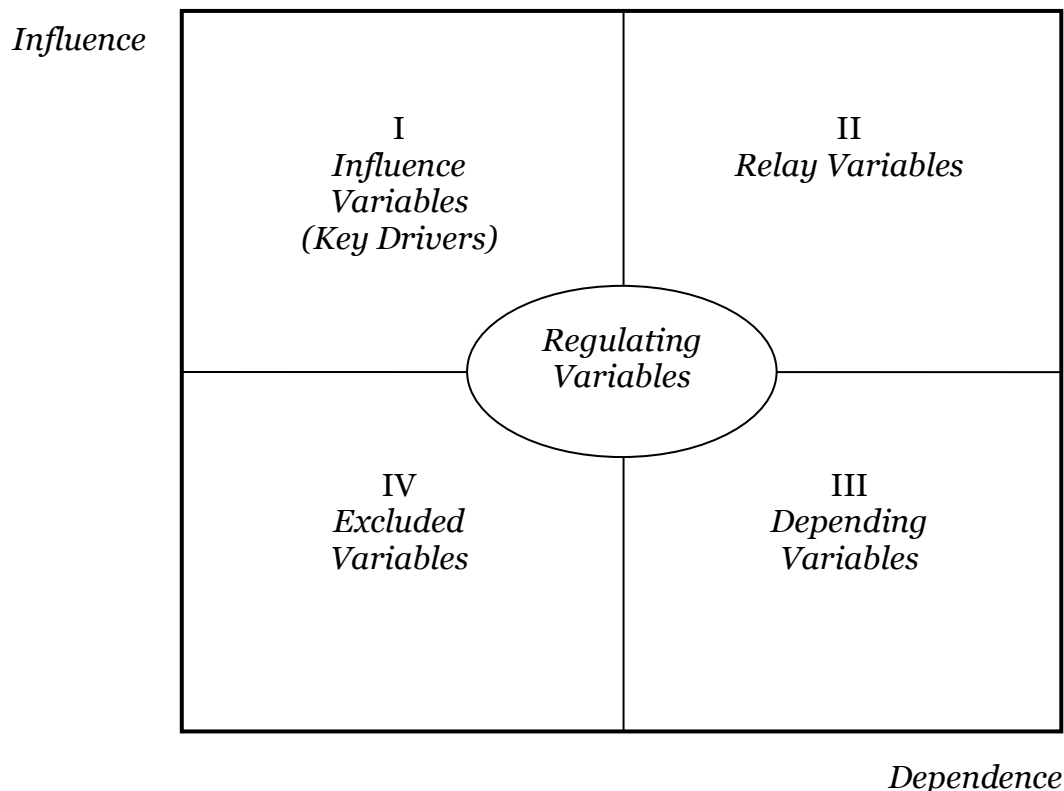 Influence
I
Influence
Variables
(Key Drivers)
II
Relay Variables
Regulating
Variables
IV
Excluded
Variables
III
Depending
Variables
Dependence